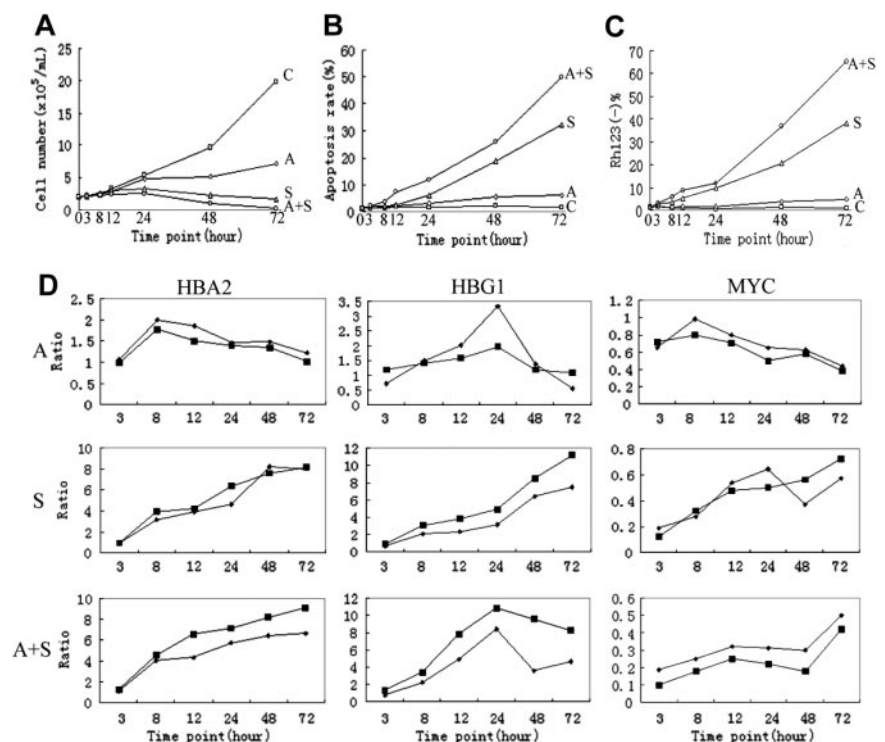 A
Cell number(x10⁵/mL)
25
20
15
10
5
0
C
A
S
A+S
0 3 8 12 24 48 72
Time point(hour)
B
Apoptosis rate(%)
60
50
40
30
20
10
0
A+S
S
A
C
0 3 8 12 24 48 72
Time point(hour)
C
Rh123(-)%
70
60
50
40
30
20
10
0
A+S
S
A
C
0 3 8 12 24 48 72
Time point(hour)
D
HBA2
HBG1
MYC
A
Ratio
2.5
2
1.5
1
0.5
0
3 8 12 24 48 72
3.5
2.5
1.5
0.5
0
3 8 12 24 48 72
1.2
1
0.8
0.6
0.4
0.2
0
3 8 12 24 48 72
S
Ratio
10
8
6
4
2
0
3 8 12 24 48 72
12
10
8
6
4
2
0
3 8 12 24 48 72
0.8
0.6
0.4
0.2
0
3 8 12 24 48 72
A+S
Ratio
10
8
6
4
2
0
3 8 12 24 48 72
Time point(hour)
12
10
8
6
4
2
0
3 8 12 24 48 72
Time point(hour)
0.6
0.5
0.4
0.3
0.2
0.1
0
3 8 12 24 48 72
Time point(hour)